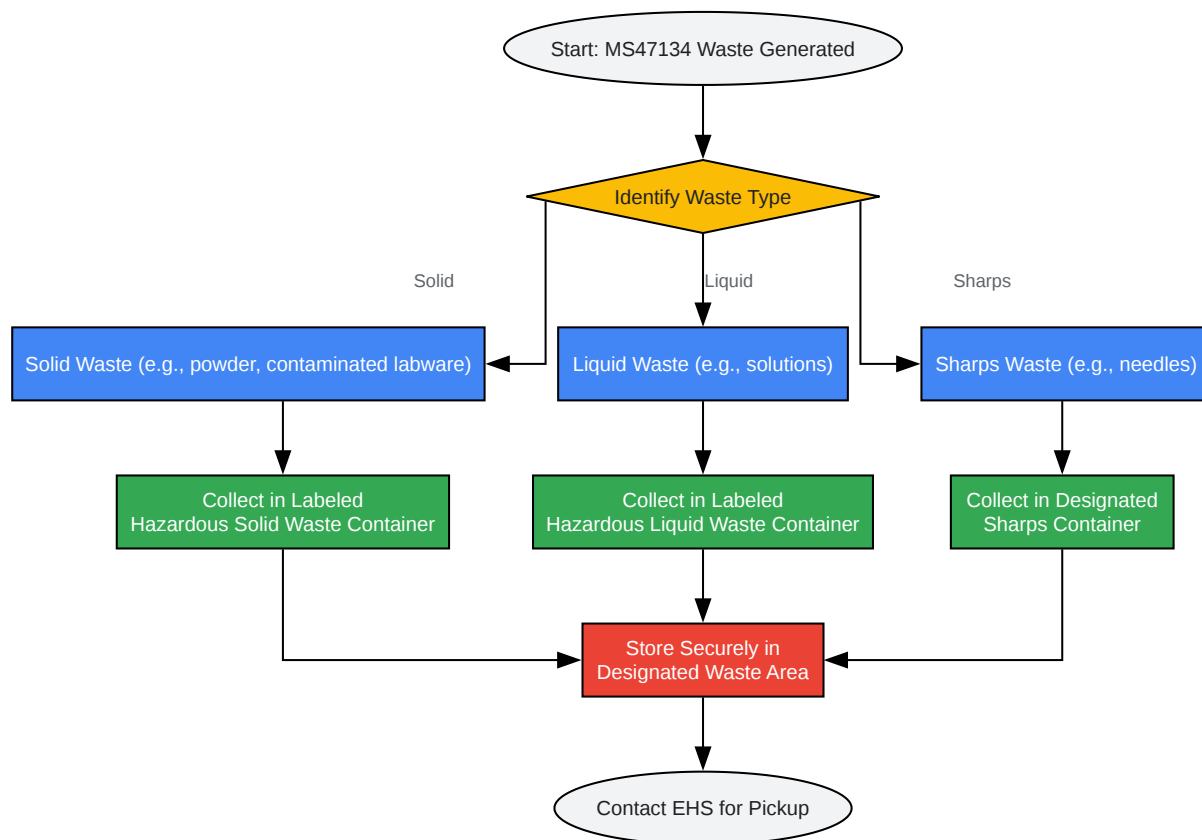 Start: MS47134 Waste Generated
Identify Waste Type
Solid
Liquid
Sharps
Solid Waste (e.g., powder, contaminated labware)
Liquid Waste (e.g., solutions)
Sharps Waste (e.g., needles)
Collect in Labeled
Hazardous Solid Waste Container
Collect in Labeled
Hazardous Liquid Waste Container
Collect in Designated
Sharps Container
Store Securely in
Designated Waste Area
Contact EHS for Pickup